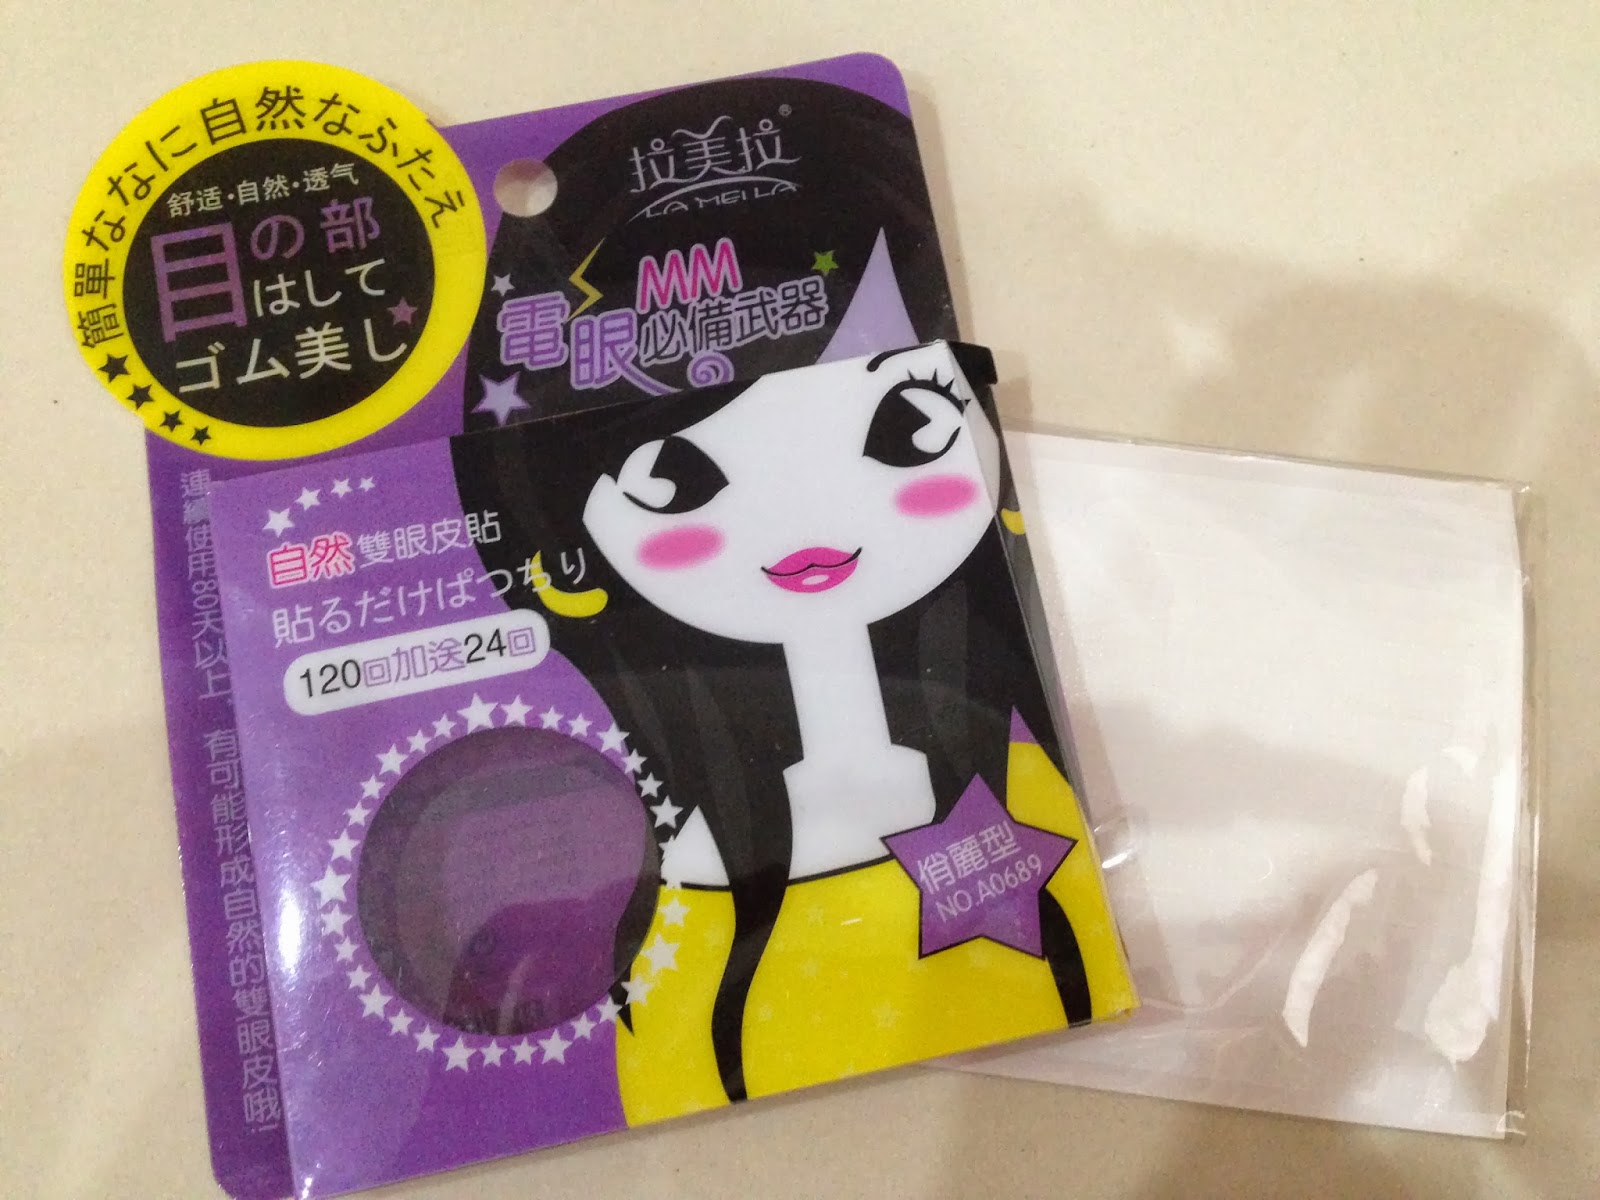 簡單ななに自然なふたえ
舒适·自然·透气
目の部
はして
ゴム美し
拉美拉®
LA MEI LA
MM
電眼必備武器
自然雙眼皮貼
貼るだけぱつちり
120回加送24回
連續使用80天以上，有可能形成自然的雙眼皮哦!
俏麗型
NO.A0689